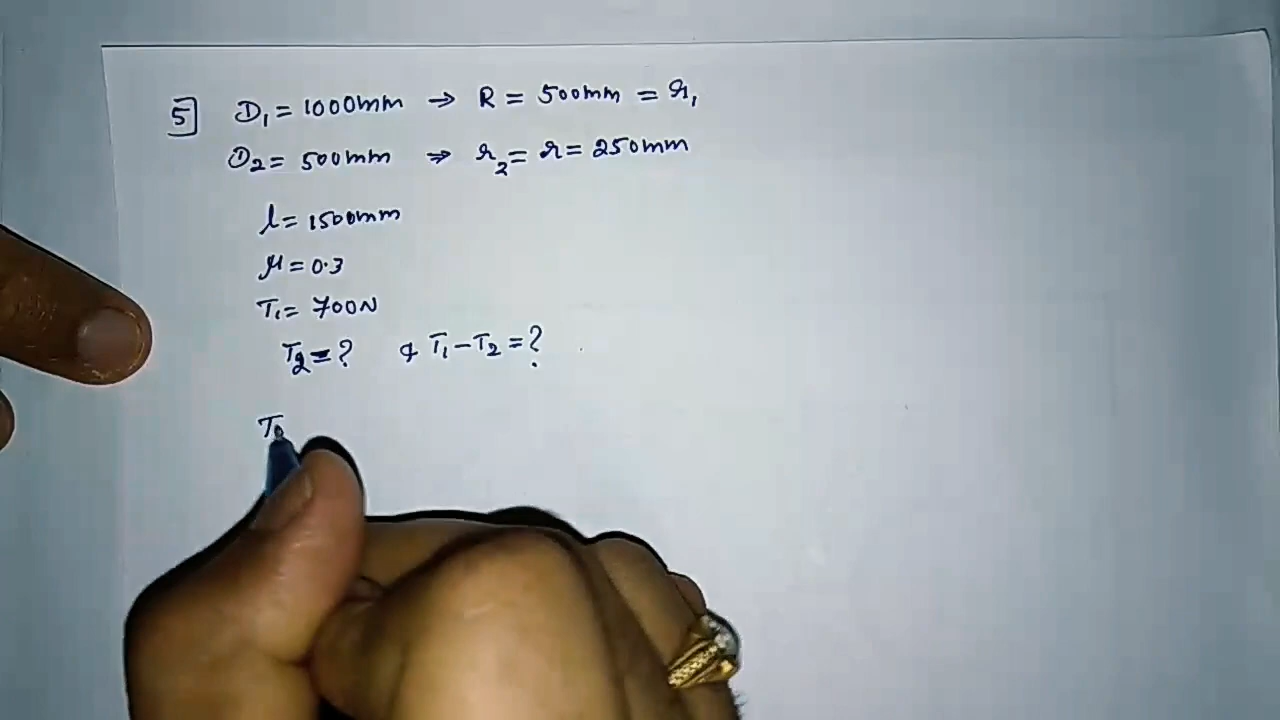 5 D₁ = 1000mm → R = 500mm = r₁
D₂ = 500mm ⇒ r₂ = r = 250mm
l = 1500mm
μ = 0.3
T₁ = 700N
T₂ = ? & T₁ - T₂ = ?
T